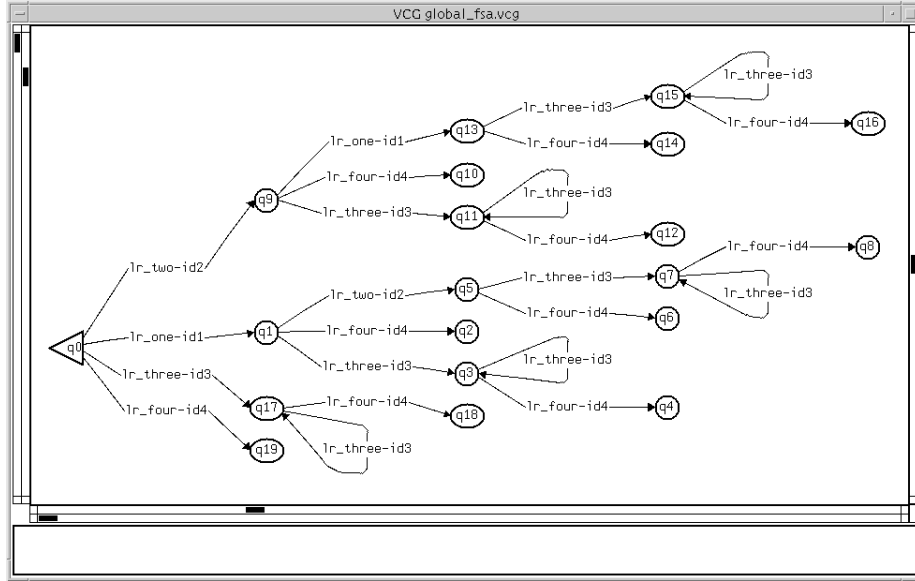 VCG global_fsa.vcg
lr_three-id3
q15
lr_three-id3
q16
lr_four-id4
q13
lr_one-id1
lr_four-id4
q14
q10
lr_four-id4
lr_three-id3
q9
lr_three-id3
q11
q12
lr_four-id4
q8
lr_four-id4
lr_two-id2
lr_three-id3
q7
q5
lr_two-id2
lr_three-id3
lr_four-id4
q6
q1
lr_four-id4
q2
lr_one-id1
q0
lr_three-id3
lr_three-id3
q3
lr_three-id3
lr_four-id4
q17
lr_four-id4
q4
lr_four-id4
q18
lr_three-id3
q19